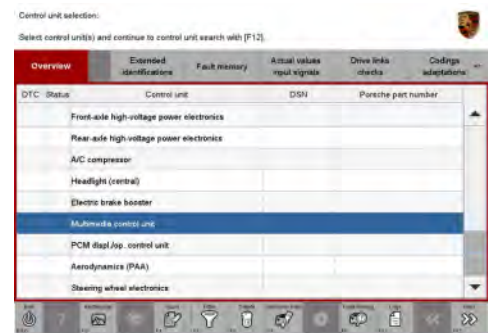 Control unit selection:
Select control unit(s) and continue to control unit search with [F12].
Overview
Extended identifications
Fault memory
Actual values input signals
Drive links checks
Codings adaptations
DTC Status Control unit DSN Porsche part number
Front-axle high-voltage power electronics
Rear-axle high-voltage power electronics
A/C compressor
Headlight (central)
Electric brake booster
Multimedia control unit
PCM displ./op. control unit
Aerodynamics (PAA)
Steering wheel electronics